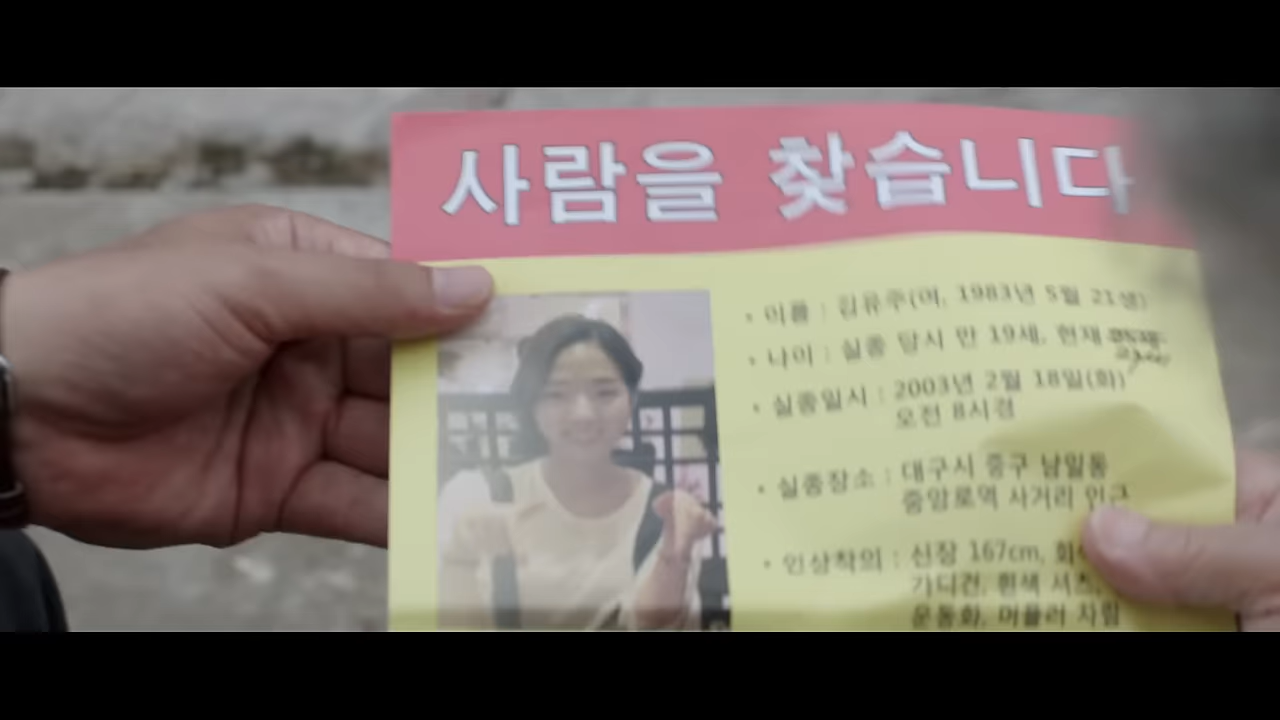 사람을 찾습니다
• 이름 : 김유주(여, 1983년 5월 21생)
• 나이 : 실종 당시 만 19세, 현재
• 실종일시 : 2003년 2월 18일(화)
오전 8시경
• 실종장소 : 대구시 중구 남일동
중앙로역 사거리 인근
• 인상착의 : 신장 167cm,
가디건, 흰색 셔츠,
운동화, 머플러 차림